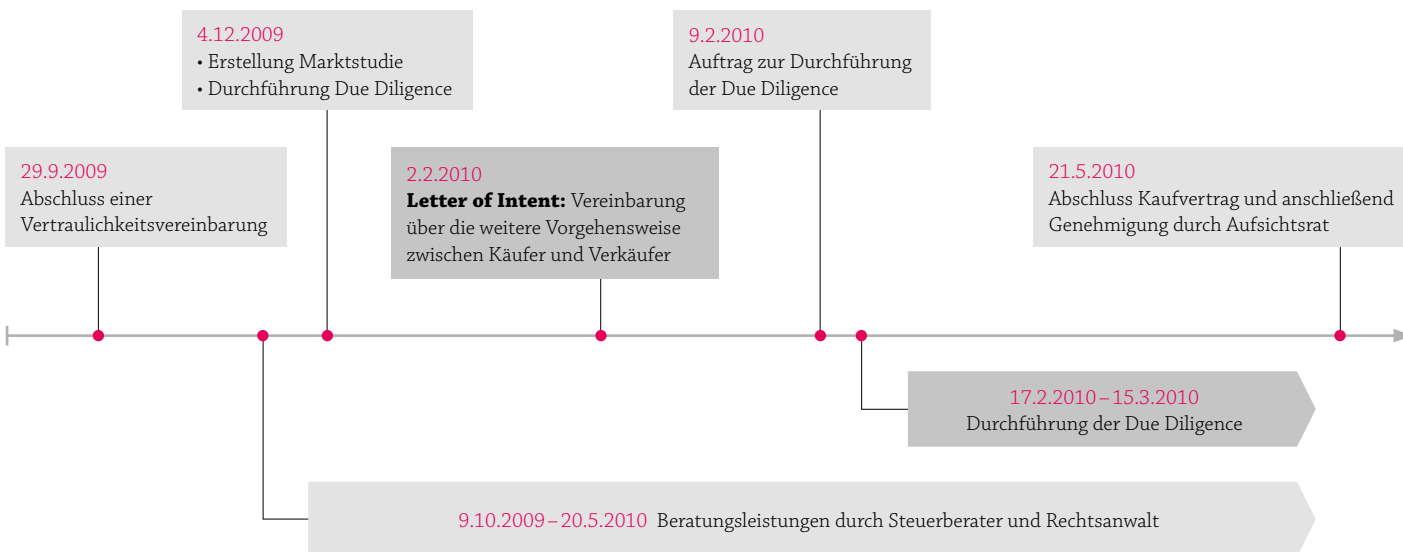 4.12.2009
• Erstellung Marktstudie
• Durchführung Due Diligence
9.2.2010
Auftrag zur Durchführung
der Due Diligence
29.9.2009
Abschluss einer
Vertraulichkeitsvereinbarung
2.2.2010
Letter of Intent: Vereinbarung
über die weitere Vorgehensweise
zwischen Käufer und Verkäufer
21.5.2010
Abschluss Kaufvertrag und anschließend
Genehmigung durch Aufsichtsrat
17.2.2010 – 15.3.2010
Durchführung der Due Diligence
9.10.2009 – 20.5.2010 Beratungsleistungen durch Steuerberater und Rechtsanwalt